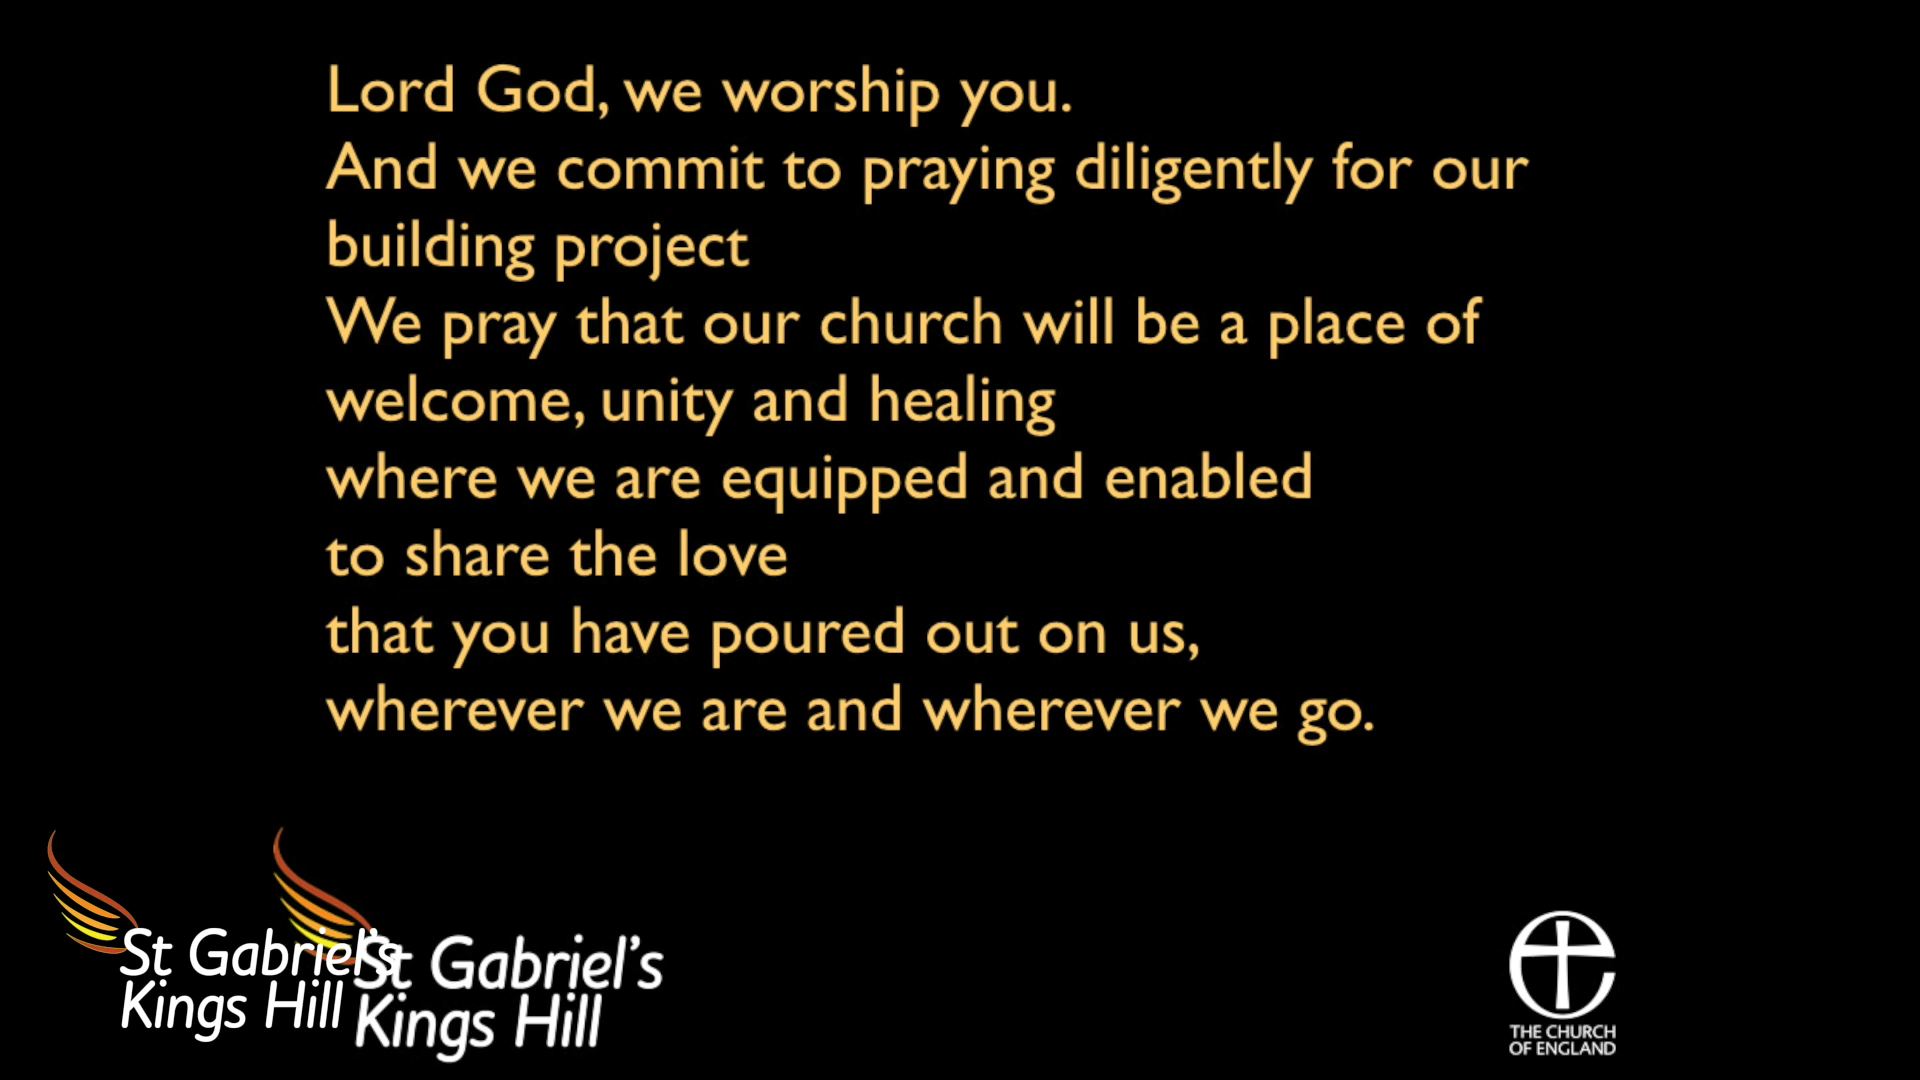 Lord God, we worship you.
And we commit to praying diligently for our
building project
We pray that our church will be a place of
welcome, unity and healing
where we are equipped and enabled
to share the love
that you have poured out on us,
wherever we are and wherever we go.
St Gabriel's
Kings Hill
St Gabriel's
Kings Hill
THE CHURCH
OF ENGLAND